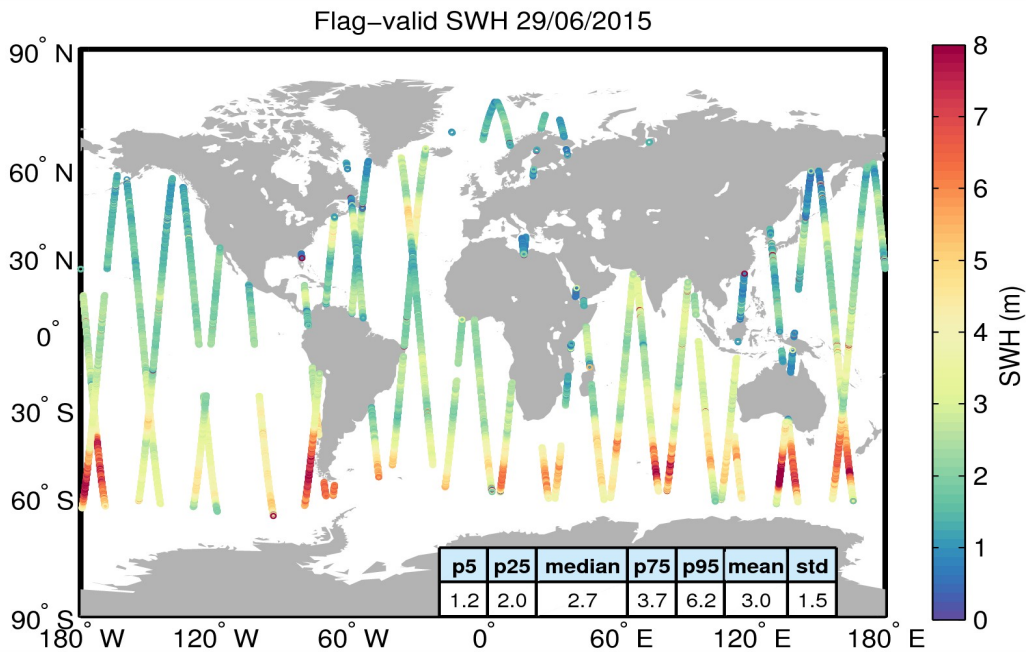 Flag−valid SWH 29/06/2015
90° N
60° N
30° N
0°
30° S
60° S
90° S
180° W
120° W
60° W
0°
60° E
120° E
180° E
p5 p25 median p75 p95 mean std
1.2 2.0 2.7 3.7 6.2 3.0 1.5
8
7
6
5
4
3
2
1
0
SWH (m)